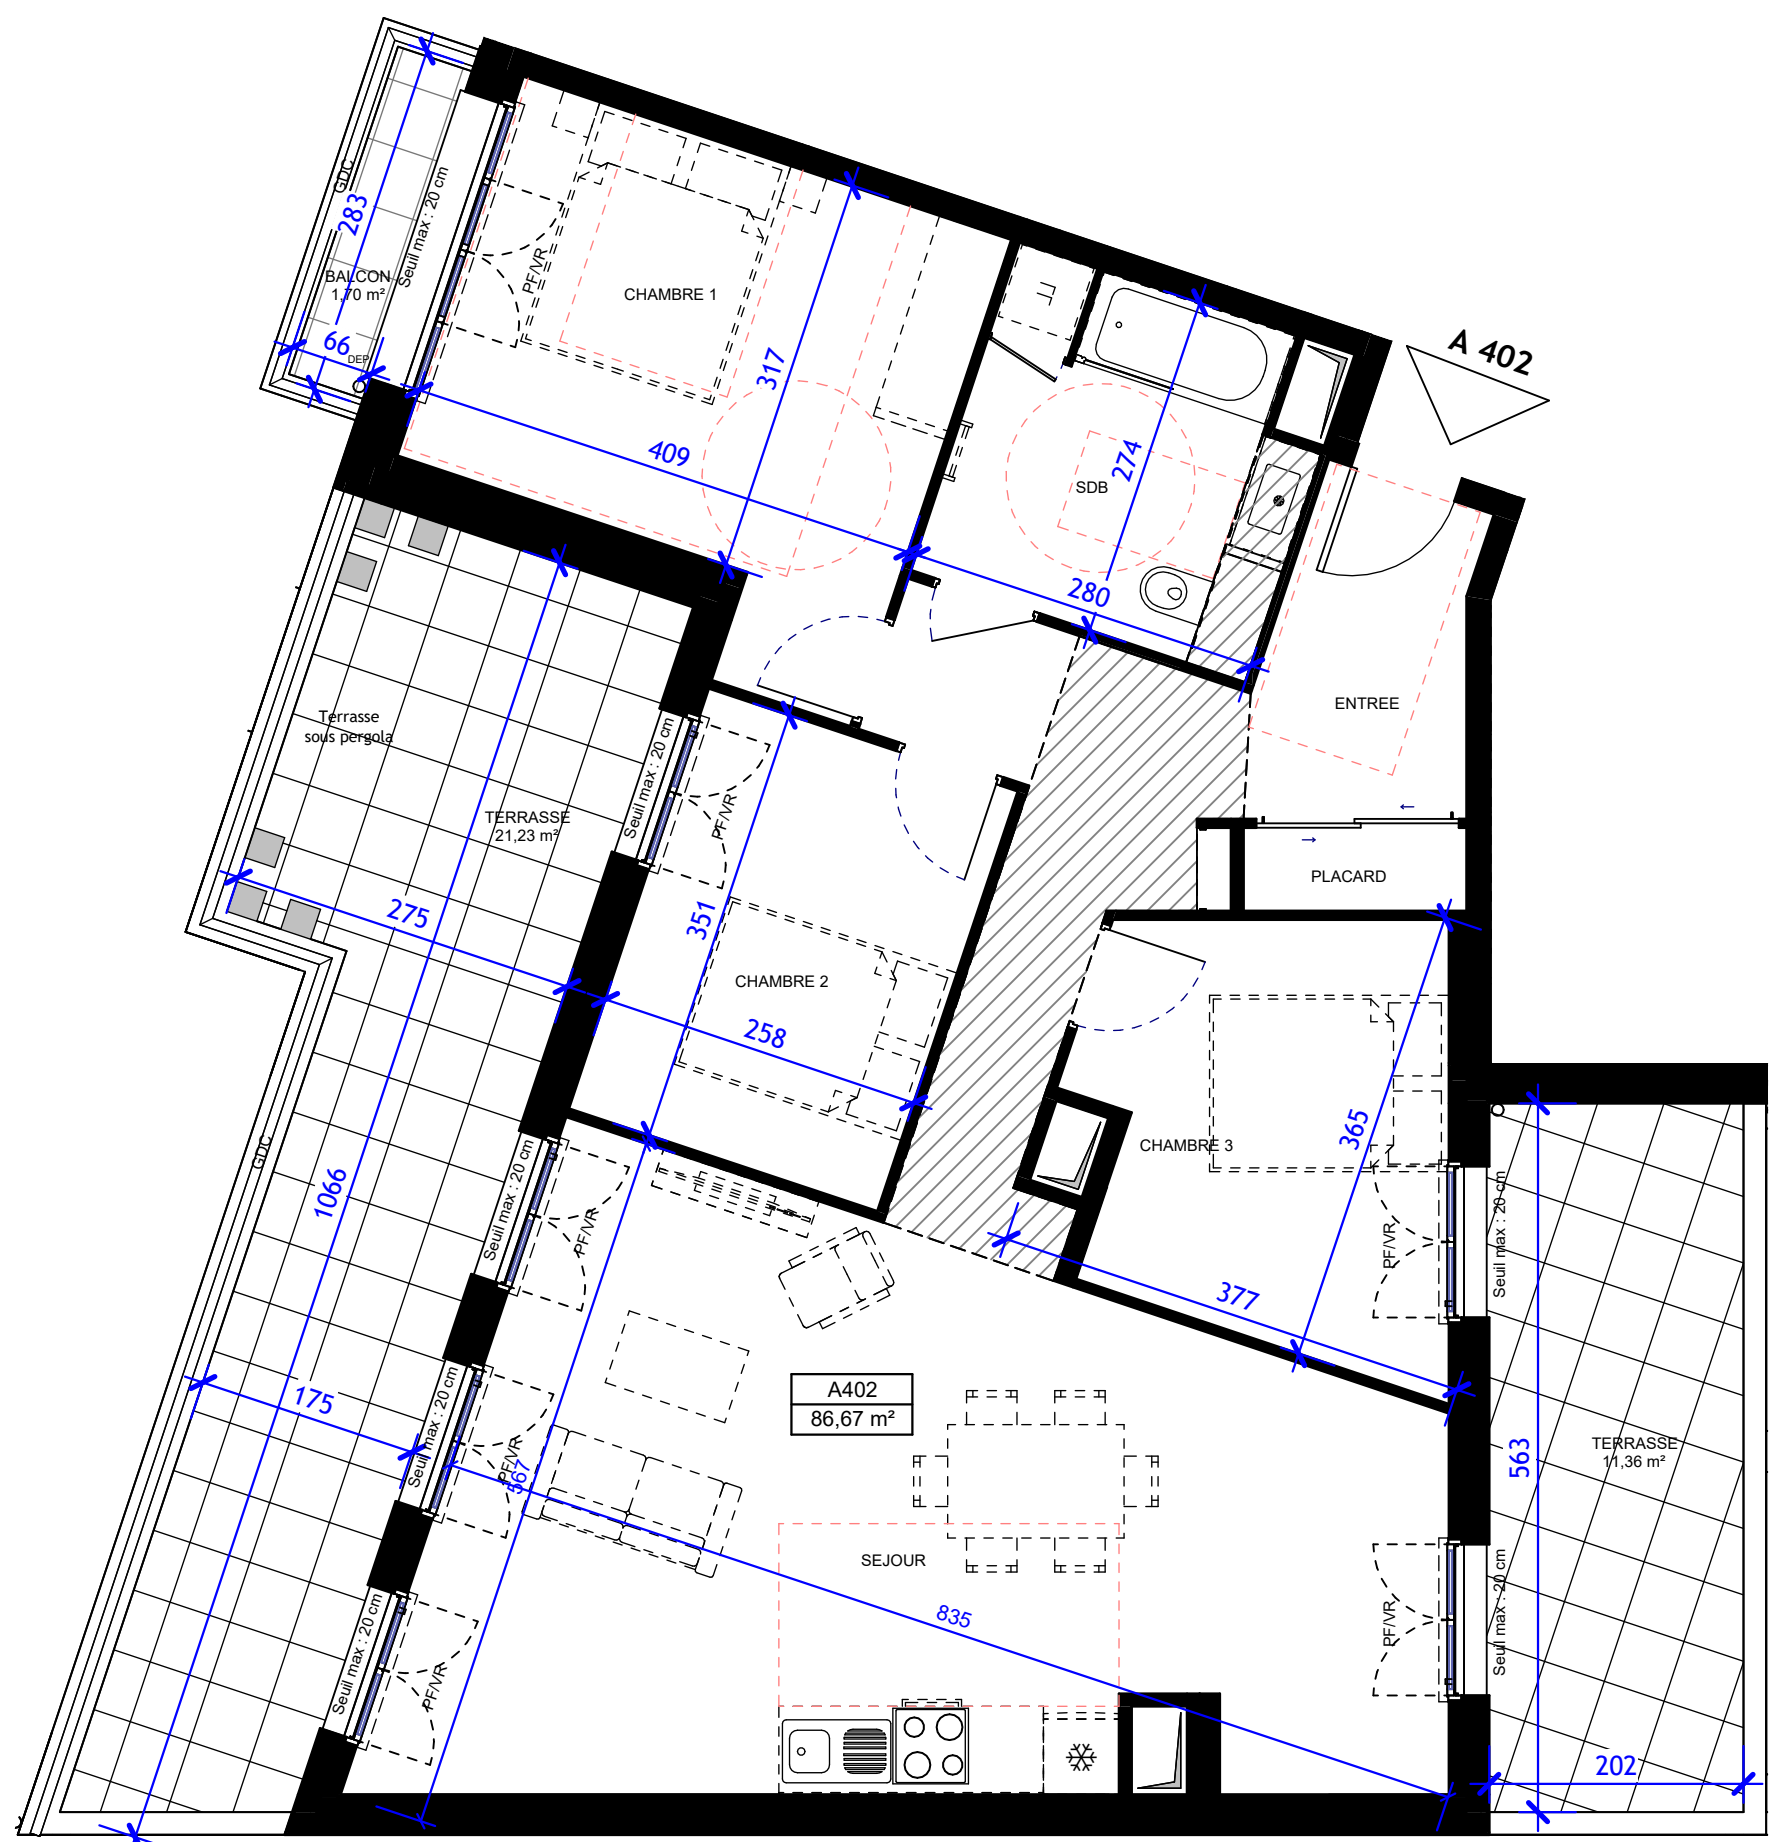 A 402
GDC
283
Seuil max : 20 cm
BALCON
1,70 m²
66
DEP
PF/VR
CHAMBRE 1
317
409
274
SDB
280
ENTREE
Terrasse
sous pergola
TERRASSE
21,23 m²
Seuil max : 20 cm
PF/VR
←
→
PLACARD
275
351
CHAMBRE 2
258
GDC
1066
Seuil max : 20 cm
PF/VR
CHAMBRE 3
365
PF/VR
Seuil max : 20 cm
377
175
Seuil max : 20 cm
PF/VR
567
A402
86,67 m²
563
TERRASSE
11,36 m²
SEJOUR
835
Seuil max : 20 cm
PF/VR
PF/VR
Seuil max : 20 cm
202